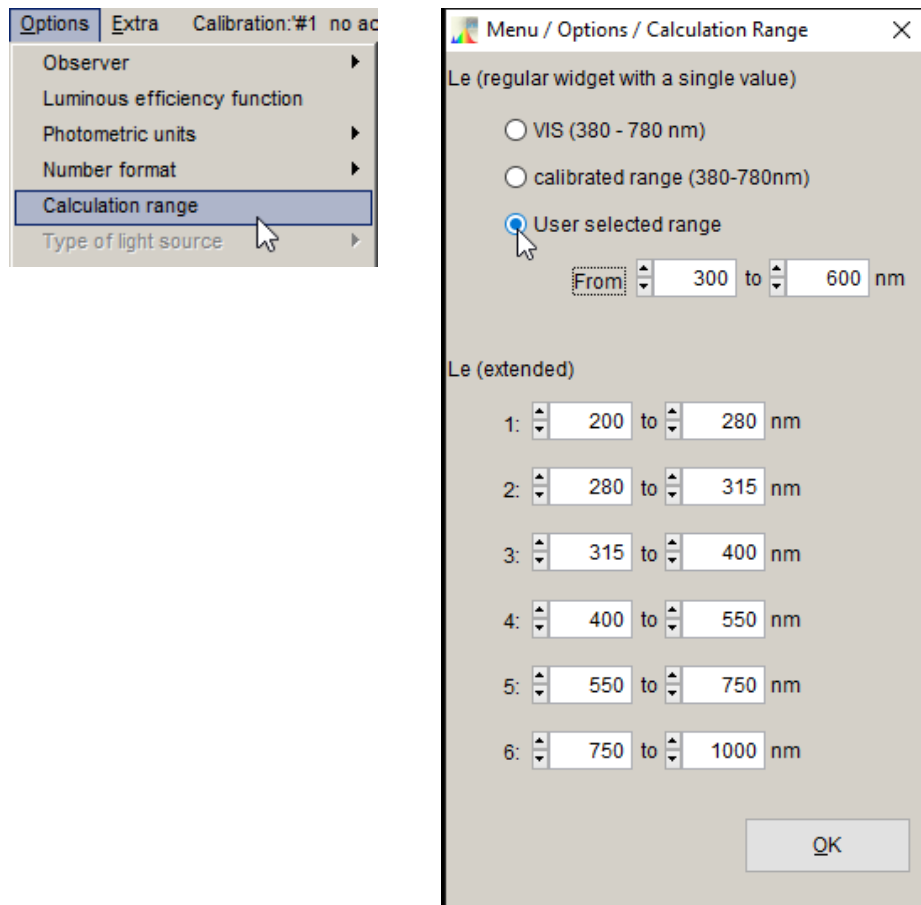 Options Extra Calibration:'#1 no ac
Observer
Luminous efficiency function
Photometric units
Number format
Calculation range
Type of light source
Menu / Options / Calculation Range
Le (regular widget with a single value)
VIS (380 - 780 nm)
calibrated range (380-780nm)
User selected range
From 300 to 600 nm
Le (extended)
1: 200 to 280 nm
2: 280 to 315 nm
3: 315 to 400 nm
4: 400 to 550 nm
5: 550 to 750 nm
6: 750 to 1000 nm
OK